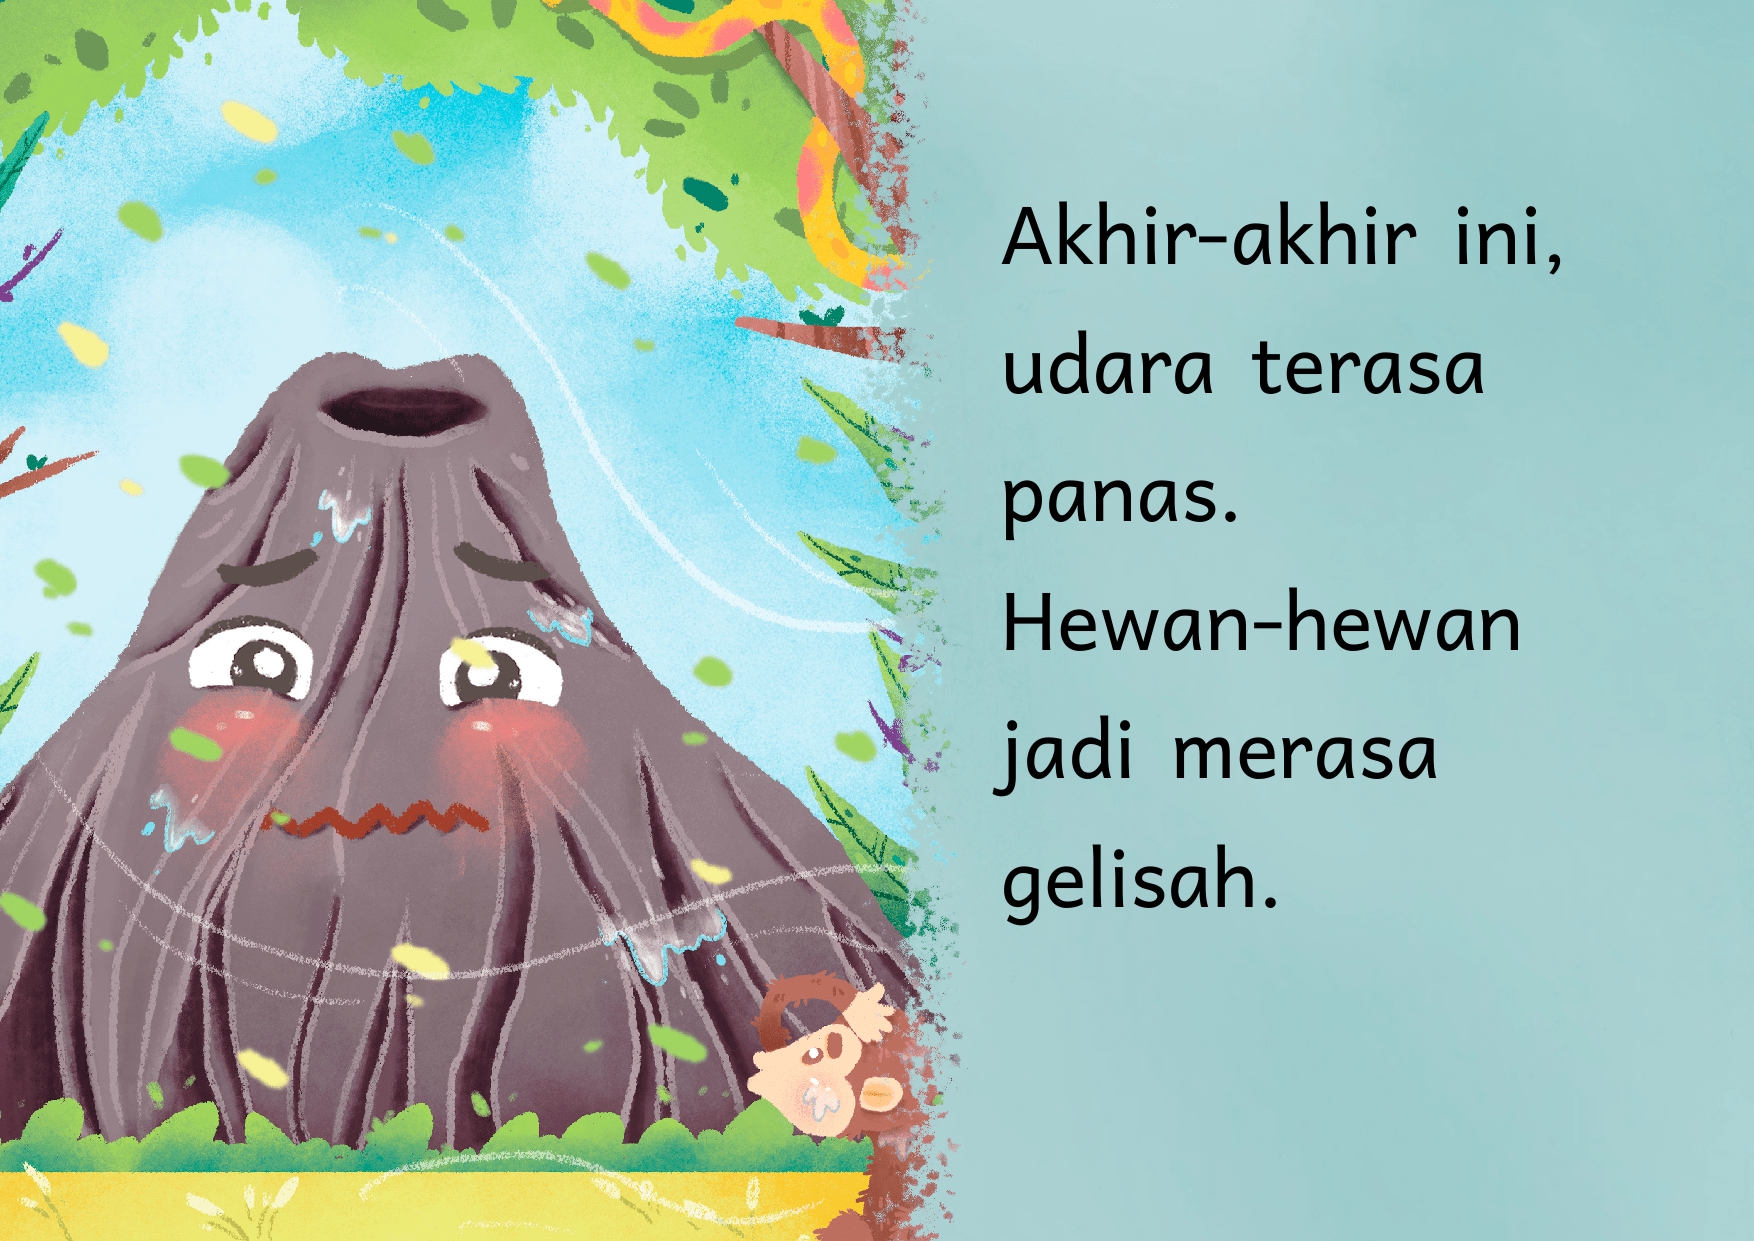 Akhir-akhir ini,
udara terasa
panas.
Hewan-hewan
jadi merasa
gelisah.